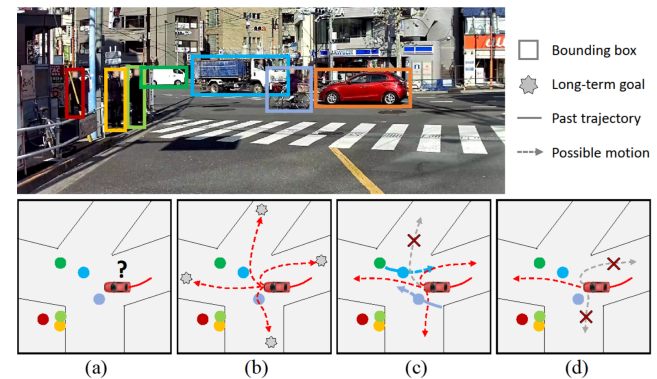 Bounding box
Long-term goal
Past trajectory
Possible motion
?
(a)
(b)
(c)
(d)